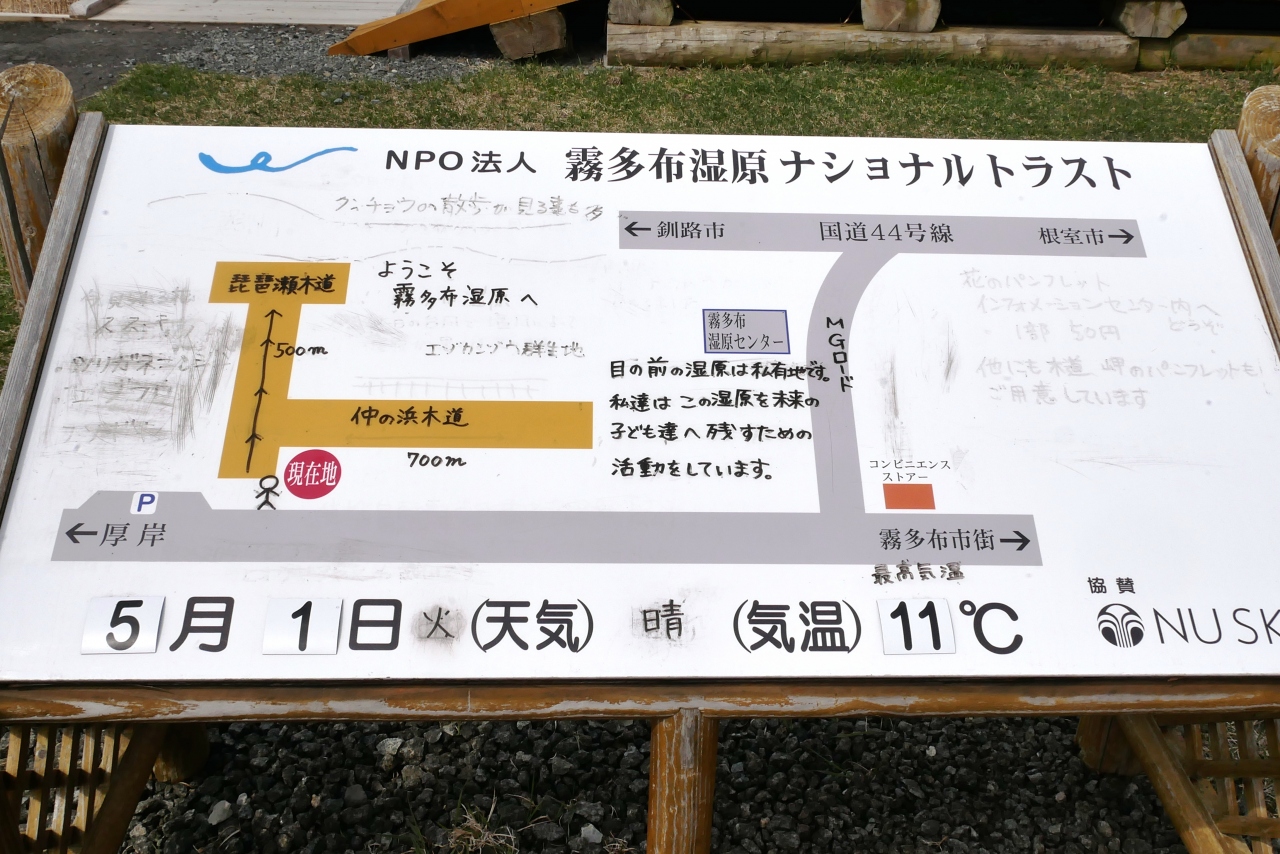 NPO法人 霧多布湿原ナショナルトラスト
の散歩
←釧路市 国道44号線 根室市→
琵琶瀬木道
ようこそ
霧多布湿原へ
500m
エゾカンゾウ群生地
霧多布
湿原センター
MGロード
花のパンフレット
インフォメーションセンター内へ
どうぞ
1部 50円
他にも木道 岬のパンフレットも
ご用意しています
目の前の湿原は私有地です。
私達はこの湿原を未来の
子ども達へ残すための
活動をしています。
仲の浜木道
700m
現在地
コンビニエンス
ストアー
P
←厚岸
霧多布市街→
最高気温
5月1日 火 (天気) 晴 (気温) 11℃
協賛
NU SK